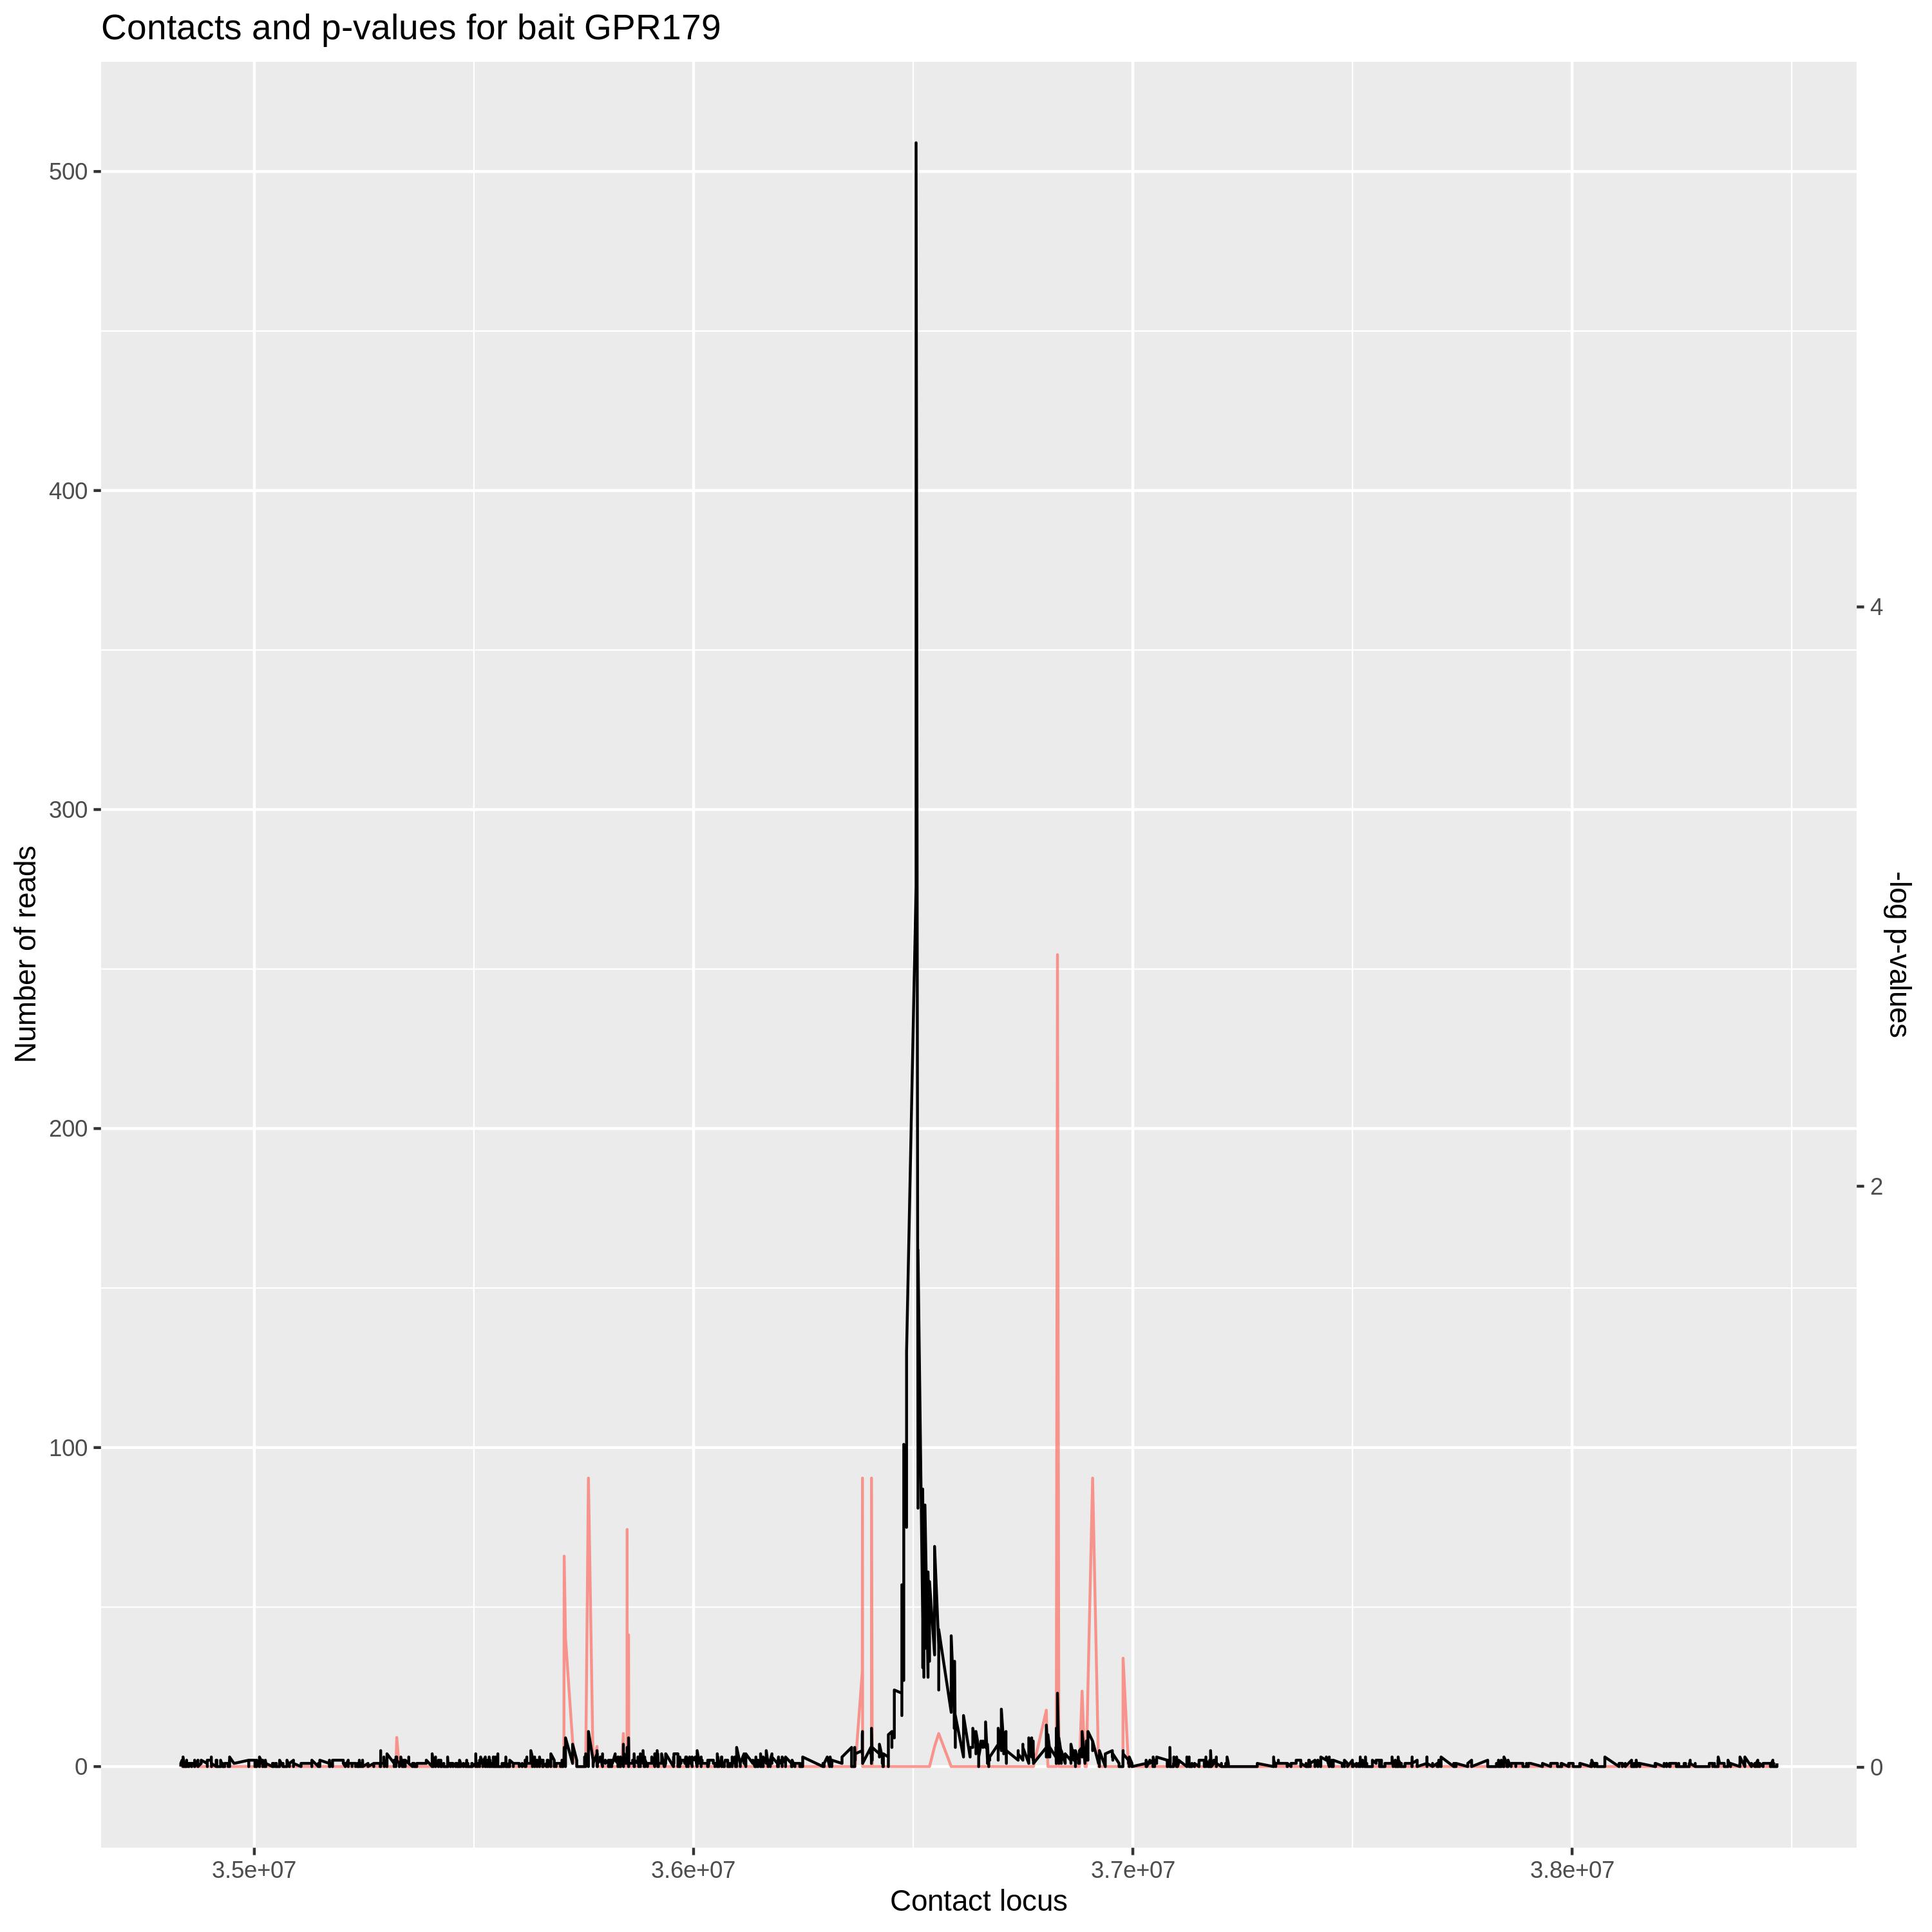 Contacts and p-values for bait GPR179
500
400
300
200
100
0
Number of reads
4
2
0
-log p-values
3.5e+07
3.6e+07
3.7e+07
3.8e+07
Contact locus